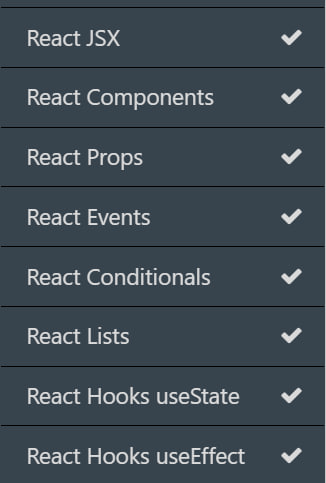 React JSX
React Components
React Props
React Events
React Conditionals
React Lists
React Hooks useState
React Hooks useEffect